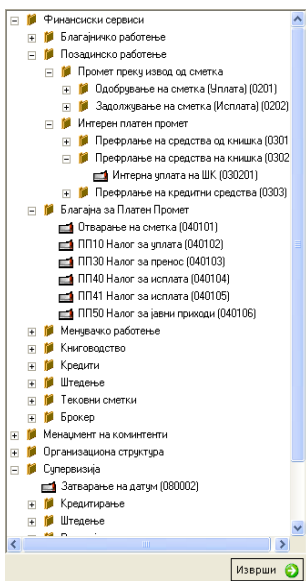 Финансиски сервиси
Благајничко работење
Позадинско работење
Промет преку извод од сметка
Одобрување на сметка (Уплата) (0201)
Задолжување на сметка (Исплата) (0202)
Интерен платен промет
Префрлање на средства од книшка (0301
Префрлање на средства на книшка (0302
Интерна уплата на ШК (030201)
Префрлање на кредитни средства (0303)
Благајна за Платен Промет
Отварање на сметка (040101)
ПП10 Налог за уплата (040102)
ПП30 Налог за пренос (040103)
ПП40 Налог за исплата (040104)
ПП41 Налог за исплата (040105)
ПП50 Налог за јавни приходи (040106)
Менувачко работење
Книговодство
Кредити
Штедење
Тековни сметки
Брокер
Менаџмент на коминтенти
Организациона структура
Супервизија
Затварање на датум (080002)
Кредитирање
Штедење
Изврши